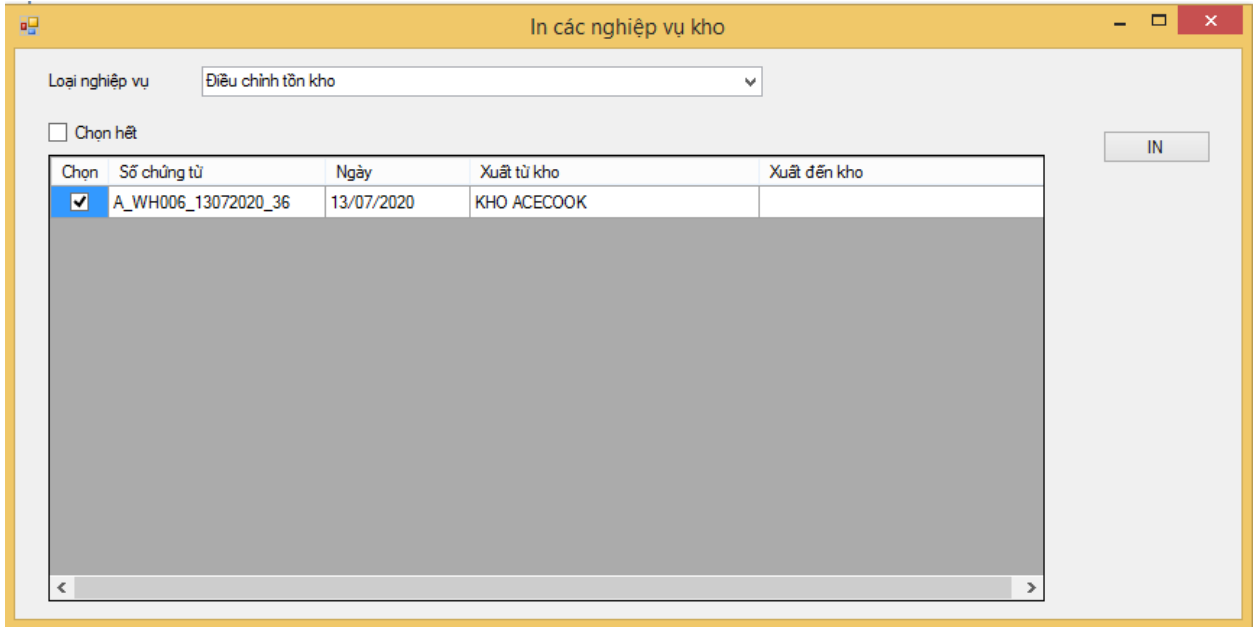 In các nghiệp vụ kho
Loại nghiệp vụ Điều chỉnh tồn kho
Chọn hết
IN
Chọn Số chứng từ Ngày Xuất từ kho Xuất đến kho
A_WH006_13072020_36 13/07/2020 KHO ACECOOK